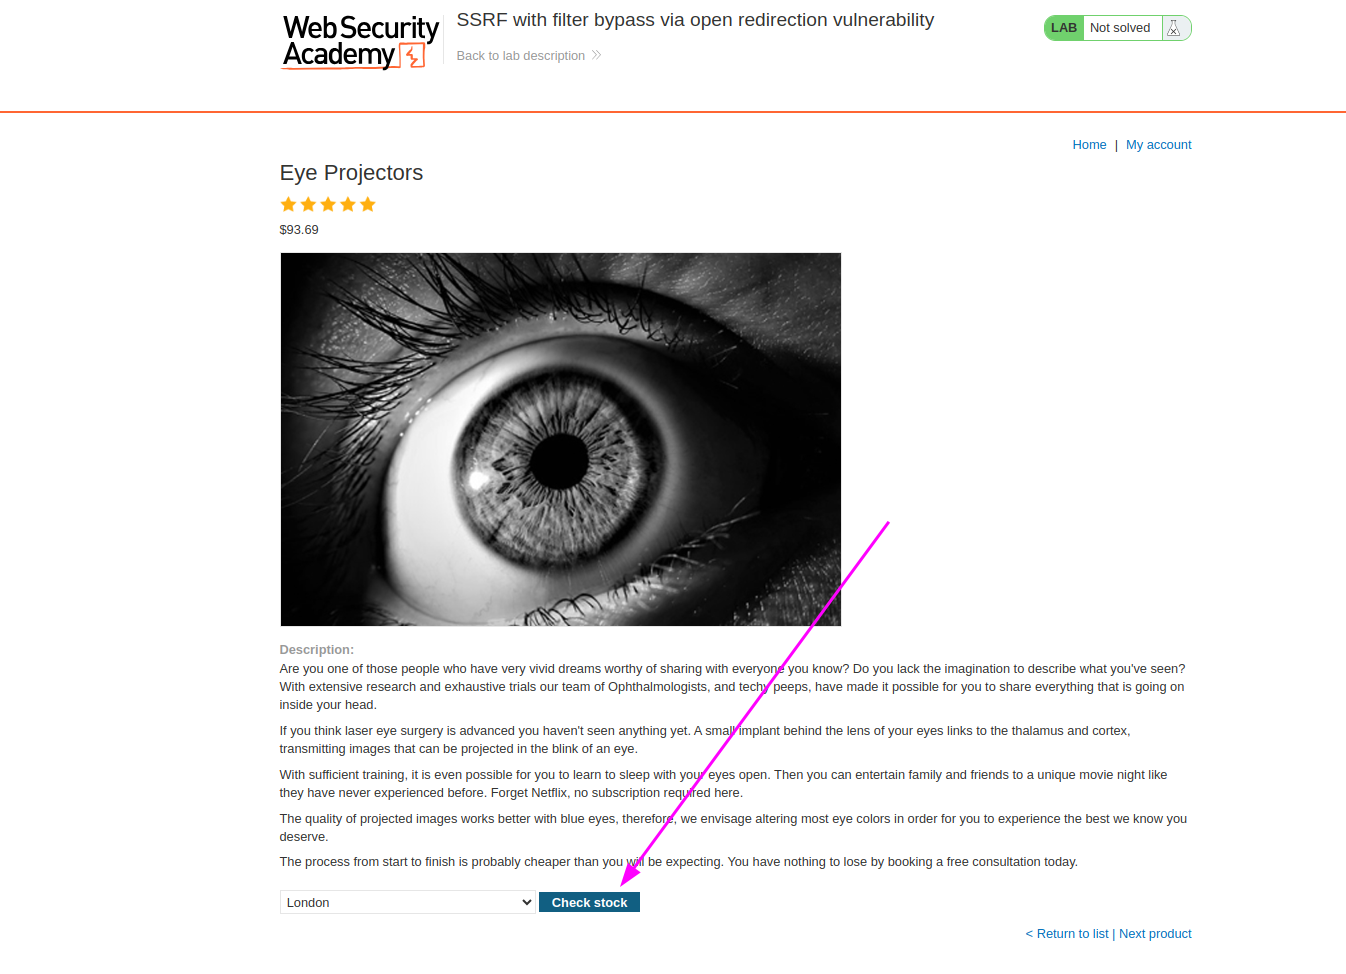 Web Security
Academy
SSRF with filter bypass via open redirection vulnerability
Back to lab description
LAB Not solved
Home | My account
Eye Projectors
$93.69
Description:
Are you one of those people who have very vivid dreams worthy of sharing with everyone you know? Do you lack the imagination to describe what you've seen?
With extensive research and exhaustive trials our team of Ophthalmologists, and techy peeps, have made it possible for you to share everything that is going on
inside your head.
If you think laser eye surgery is advanced you haven't seen anything yet. A small implant behind the lens of your eyes links to the thalamus and cortex,
transmitting images that can be projected in the blink of an eye.
With sufficient training, it is even possible for you to learn to sleep with your eyes open. Then you can entertain family and friends to a unique movie night like
they have never experienced before. Forget Netflix, no subscription required here.
The quality of projected images works better with blue eyes, therefore, we envisage altering most eye colors in order for you to experience the best we know you
deserve.
The process from start to finish is probably cheaper than you will be expecting. You have nothing to lose by booking a free consultation today.
London Check stock
< Return to list | Next product